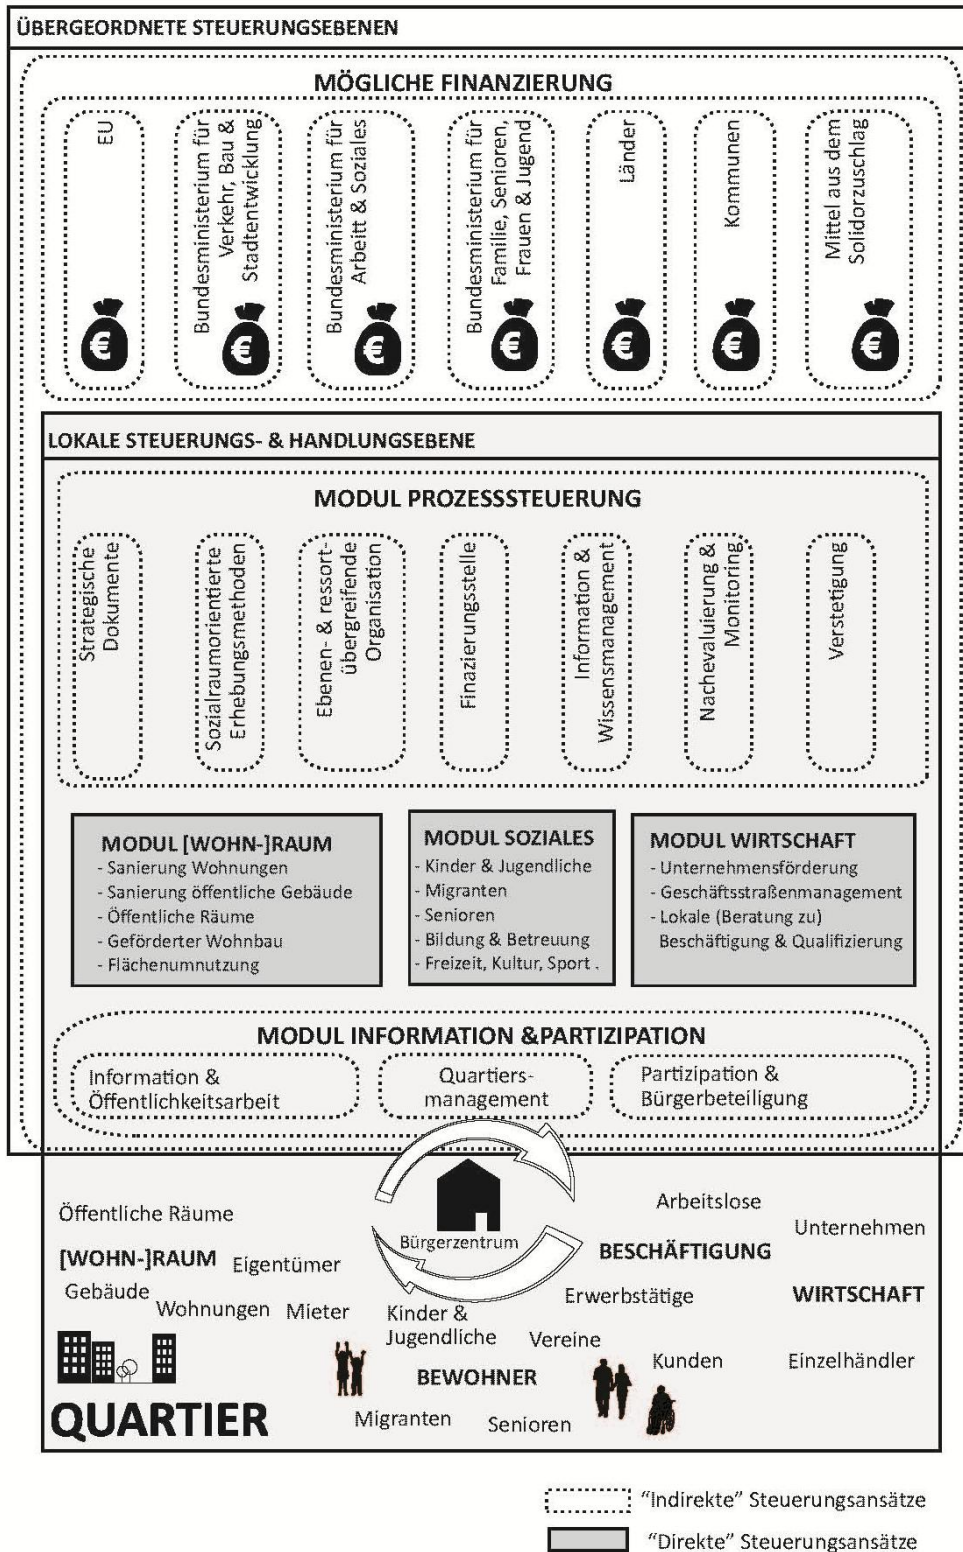 ÜBERGEORDNETE STEUERUNGSEBENEN
MÖGLICHE FINANZIERUNG
EU
Bundesministerium für
Verkehr, Bau &
Stadtentwicklung
Bundesministerium für
Arbeitt & Soziales
Bundesministerium für
Familie, Senioren,
Frauen & Jugend
Länder
Kommunen
Mittel aus dem
Solidorzuschlag
€
€
€
€
€
€
€
LOKALE STEUERUNGS- & HANDLUNGSEBENE
MODUL PROZESSSTEUERUNG
Strategische
Dokumente
Sozialraumorientierte
Erhebungsmethoden
Ebenen- & ressort-
übergreifende
Organisation
Finazierungsstelle
Information &
Wissensmanagement
Nachevaluierung &
Monitoring
Verstetigung
MODUL [WOHN-]RAUM
- Sanierung Wohnungen
- Sanierung öffentliche Gebäude
- Öffentliche Räume
- Geförderter Wohnbau
- Flächenumnutzung
MODUL SOZIALES
- Kinder & Jugendliche
- Migranten
- Senioren
- Bildung & Betreuung
- Freizeit, Kultur, Sport .
MODUL WIRTSCHAFT
- Unternehmensförderung
- Geschäftsstraßenmanagement
- Lokale (Beratung zu)
Beschäftigung & Qualifizierung
MODUL INFORMATION &PARTIZIPATION
Information &
Öffentlichkeitsarbeit
Quartiers-
management
Partizipation &
Bürgerbeteiligung
Bürgerzentrum
Öffentliche Räume
[WOHN-]RAUM
Eigentümer
Gebäude
Wohnungen
Mieter
Kinder &
Jugendliche
Vereine
BEWOHNER
Migranten
Senioren
Arbeitslose
Unternehmen
BESCHÄFTIGUNG
Erwerbstätige
WIRTSCHAFT
Kunden
Einzelhändler
QUARTIER
"Indirekte" Steuerungsansätze
"Direkte" Steuerungsansätze